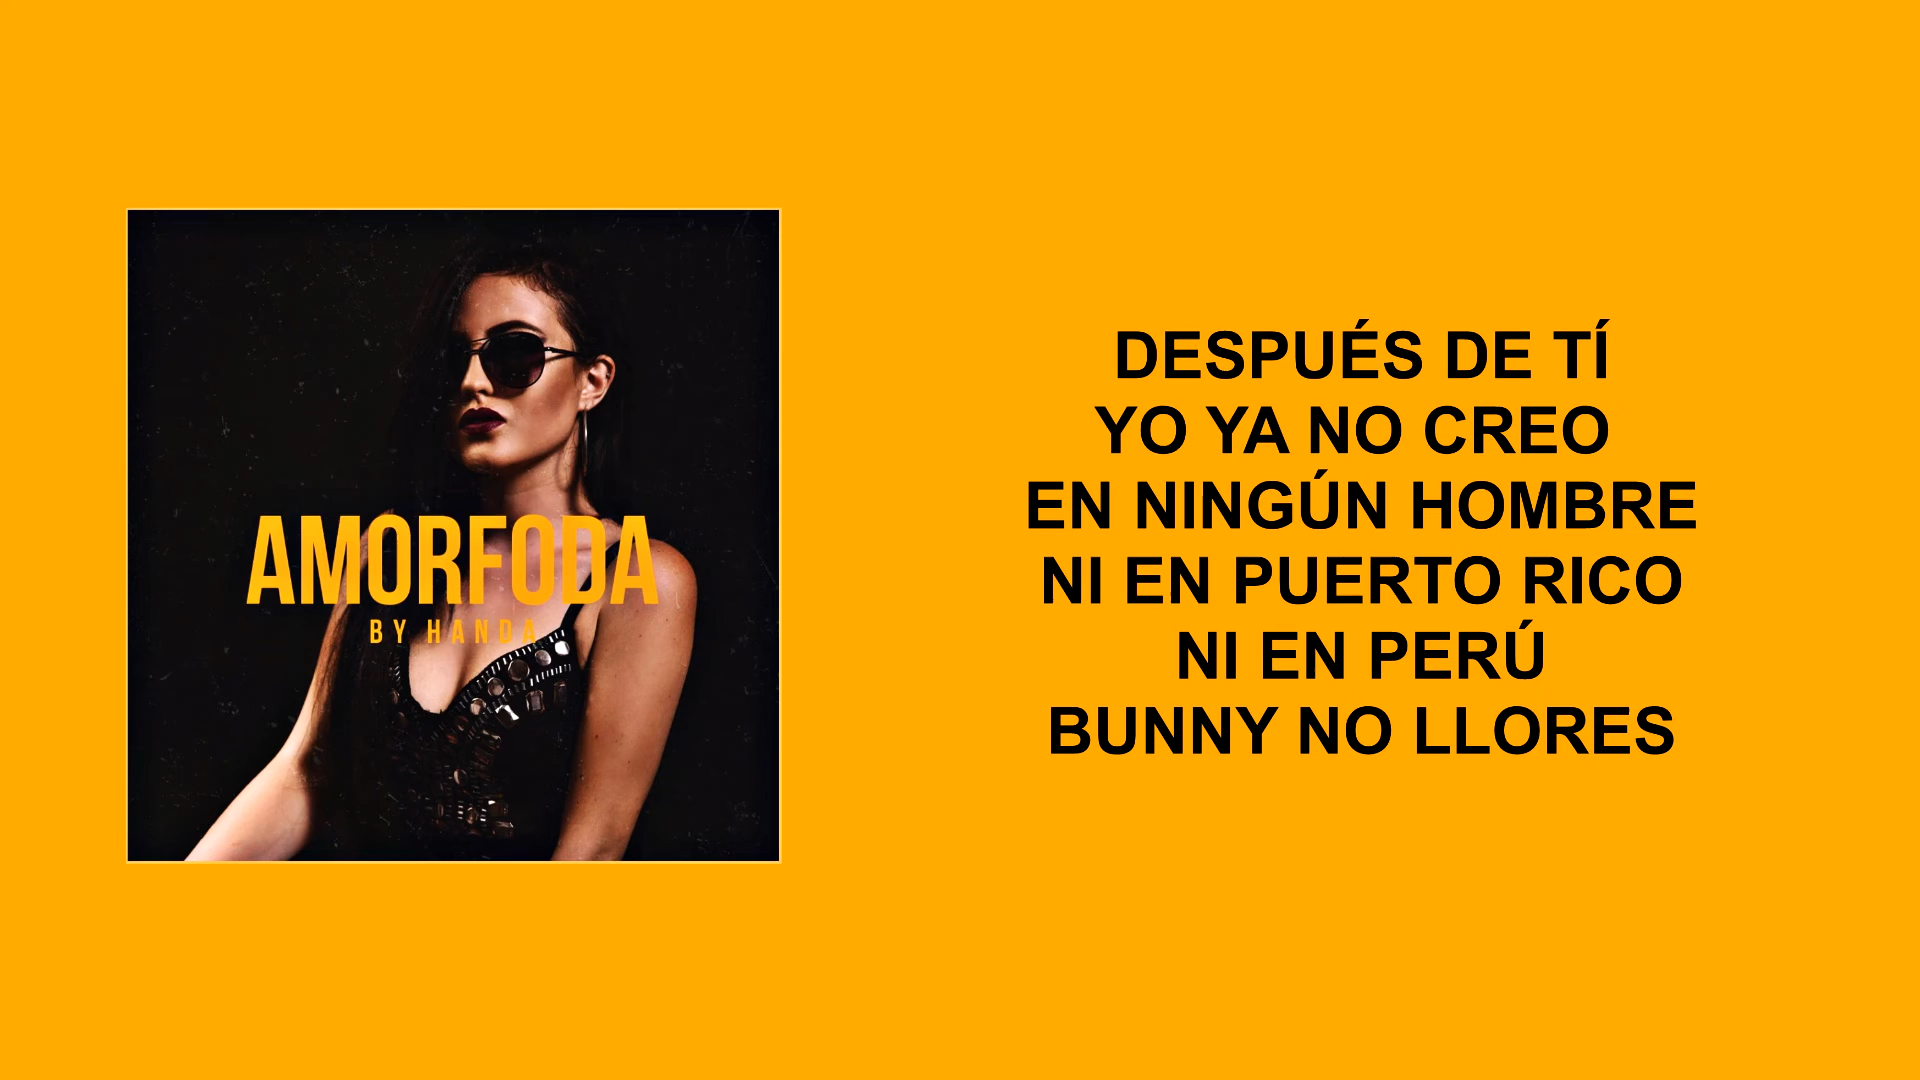 AMORFODA
BY HANDA
DESPUÉS DE TÍ
YO YA NO CREO
EN NINGÚN HOMBRE
NI EN PUERTO RICO
NI EN PERÚ
BUNNY NO LLORES